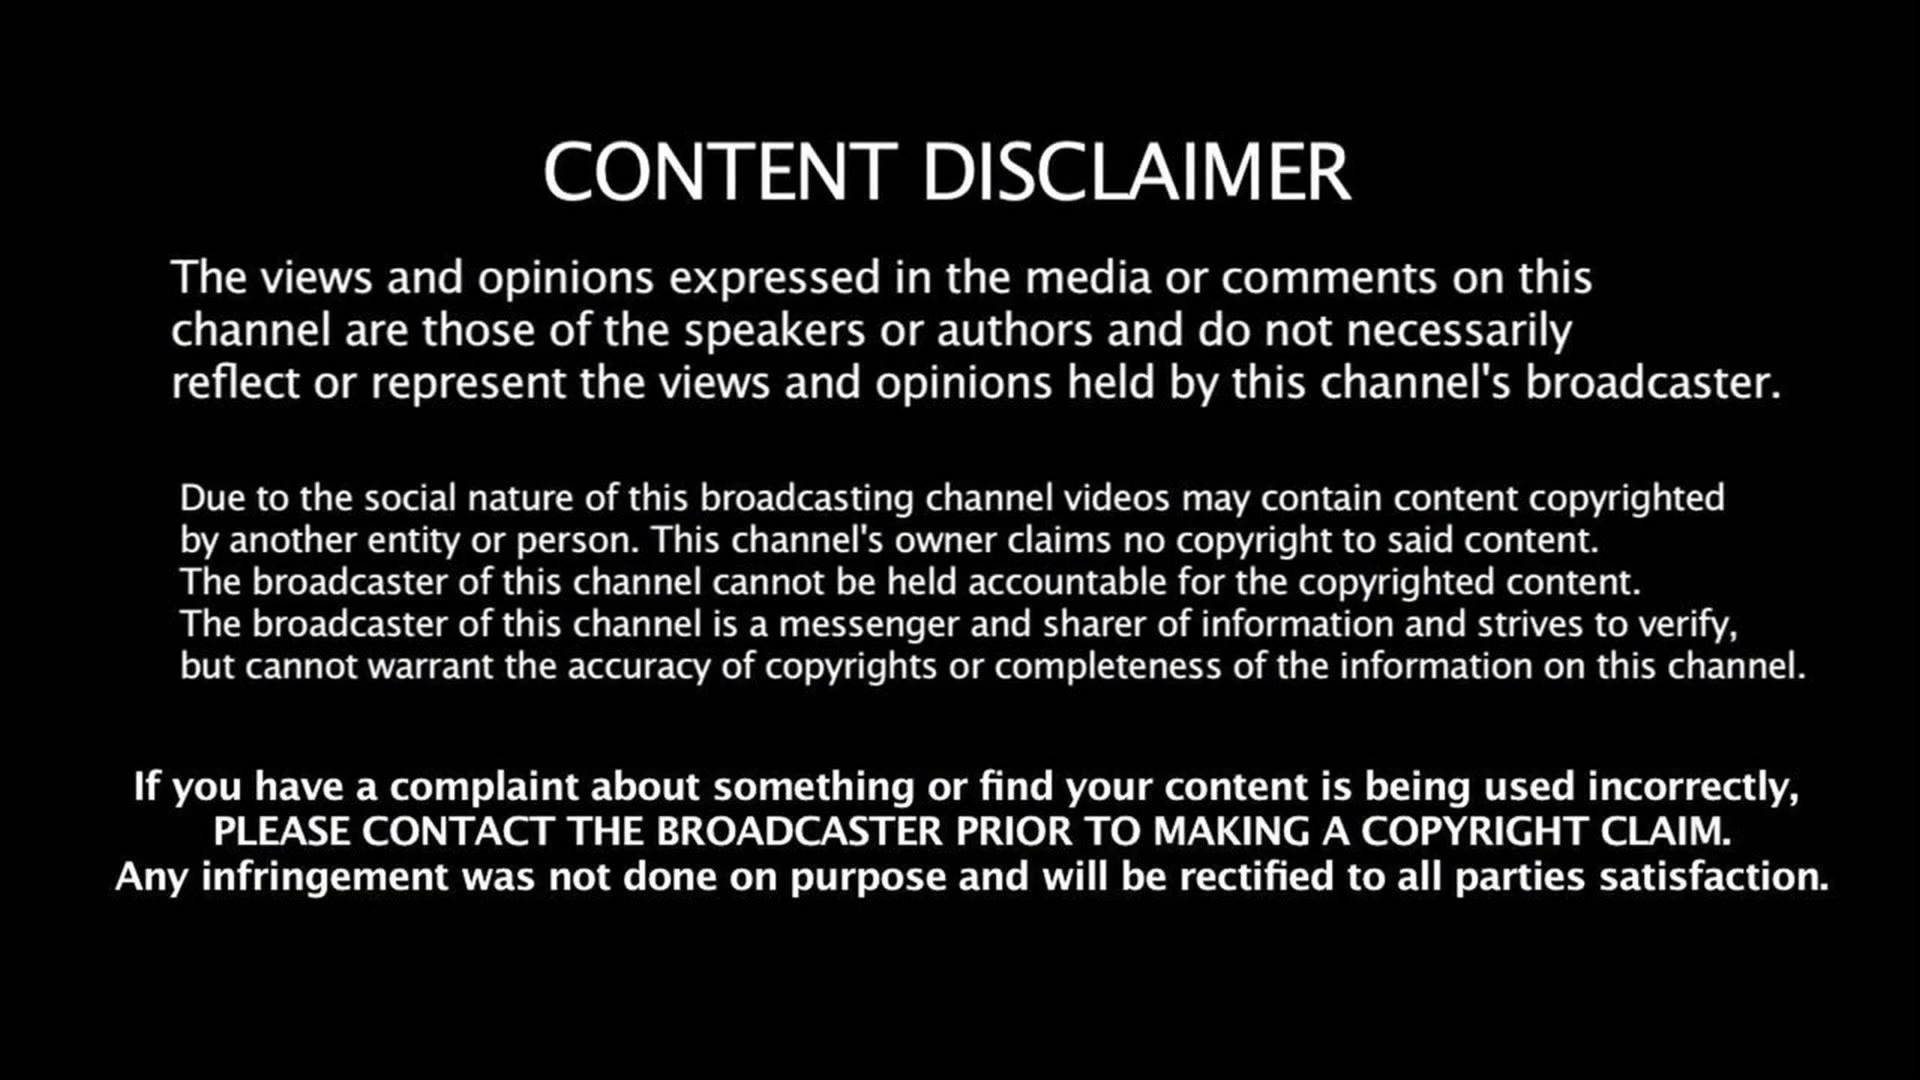 CONTENT DISCLAIMER
The views and opinions expressed in the media or comments on this
channel are those of the speakers or authors and do not necessarily
reflect or represent the views and opinions held by this channel's broadcaster.
Due to the social nature of this broadcasting channel videos may contain content copyrighted
by another entity or person. This channel's owner claims no copyright to said content.
The broadcaster of this channel cannot be held accountable for the copyrighted content.
The broadcaster of this channel is a messenger and sharer of information and strives to verify,
but cannot warrant the accuracy of copyrights or completeness of the information on this channel.
If you have a complaint about something or find your content is being used incorrectly,
PLEASE CONTACT THE BROADCASTER PRIOR TO MAKING A COPYRIGHT CLAIM.
Any infringement was not done on purpose and will be rectified to all parties satisfaction.